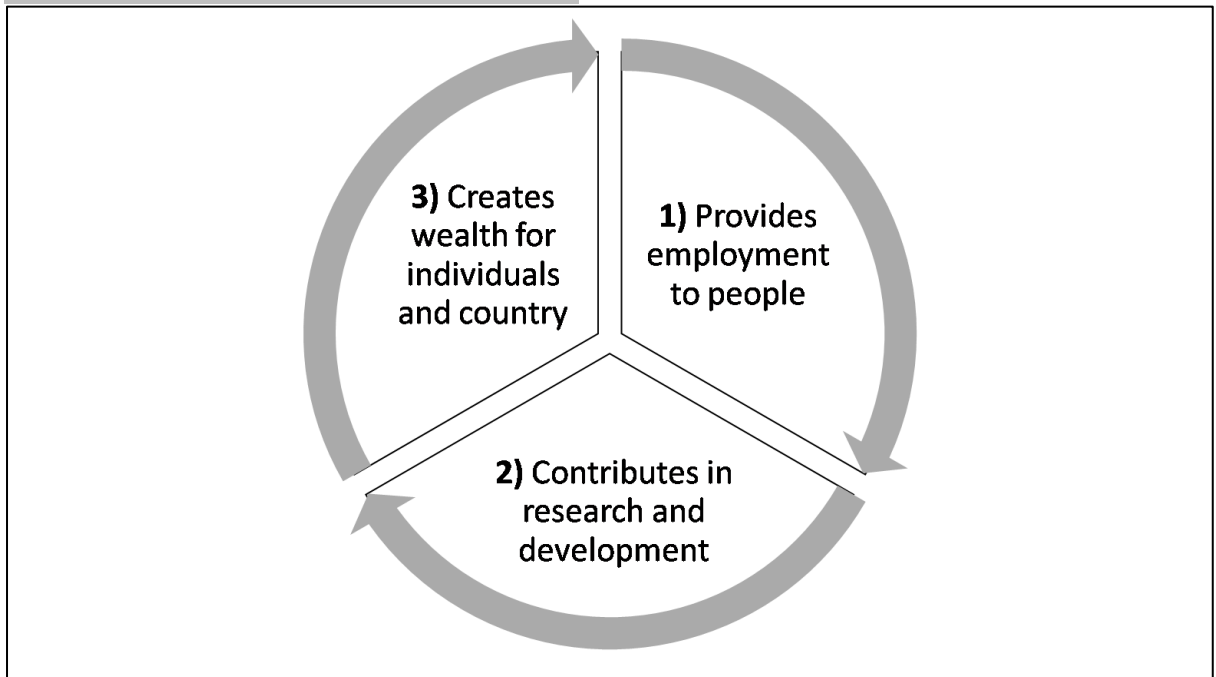 1) Provides
employment
to people
2) Contributes in
research and
development
3) Creates
wealth for
individuals
and country